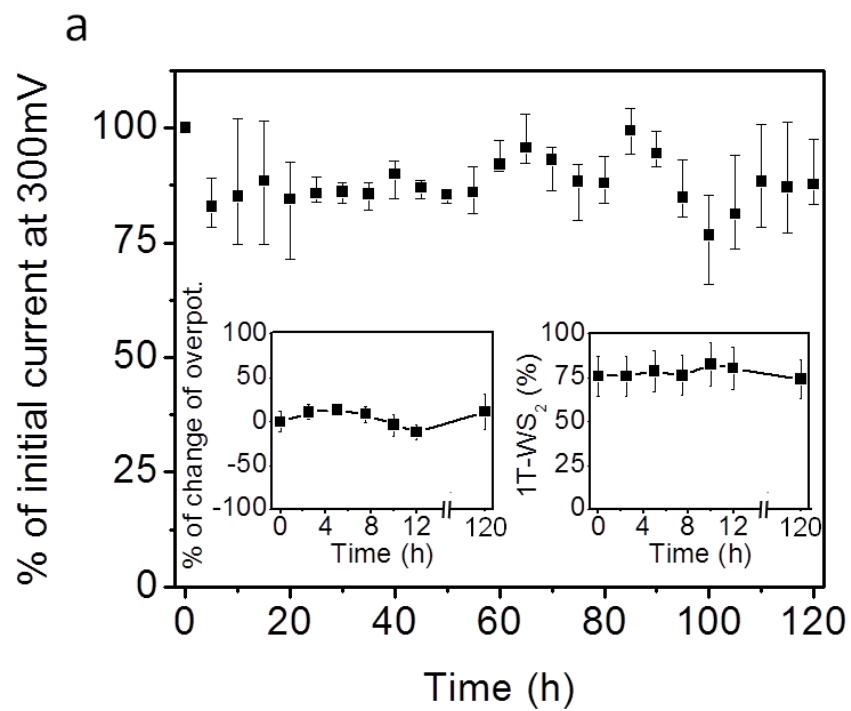 a
% of initial current at 300mV
100
75
50
25
0
% of change of overpot.
100
50
0
-50
-100
0 4 8 12 120
Time (h)
1T-WS₂ (%)
100
75
50
25
0
0 4 8 12 120
Time (h)
0 20 40 60 80 100 120
Time (h)